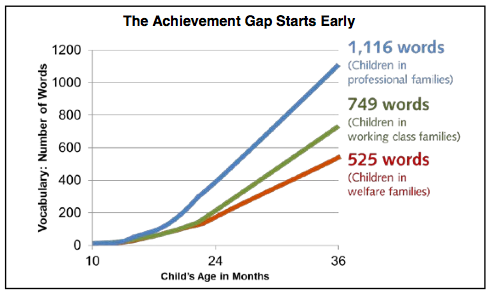 The Achievement Gap Starts Early
Vocabulary: Number of Words
1200
1000
800
600
400
200
0
10
24
36
Child's Age in Months
1,116 words
(Children in
professional families)
749 words
(Children in
working class families)
525 words
(Children in
welfare families)